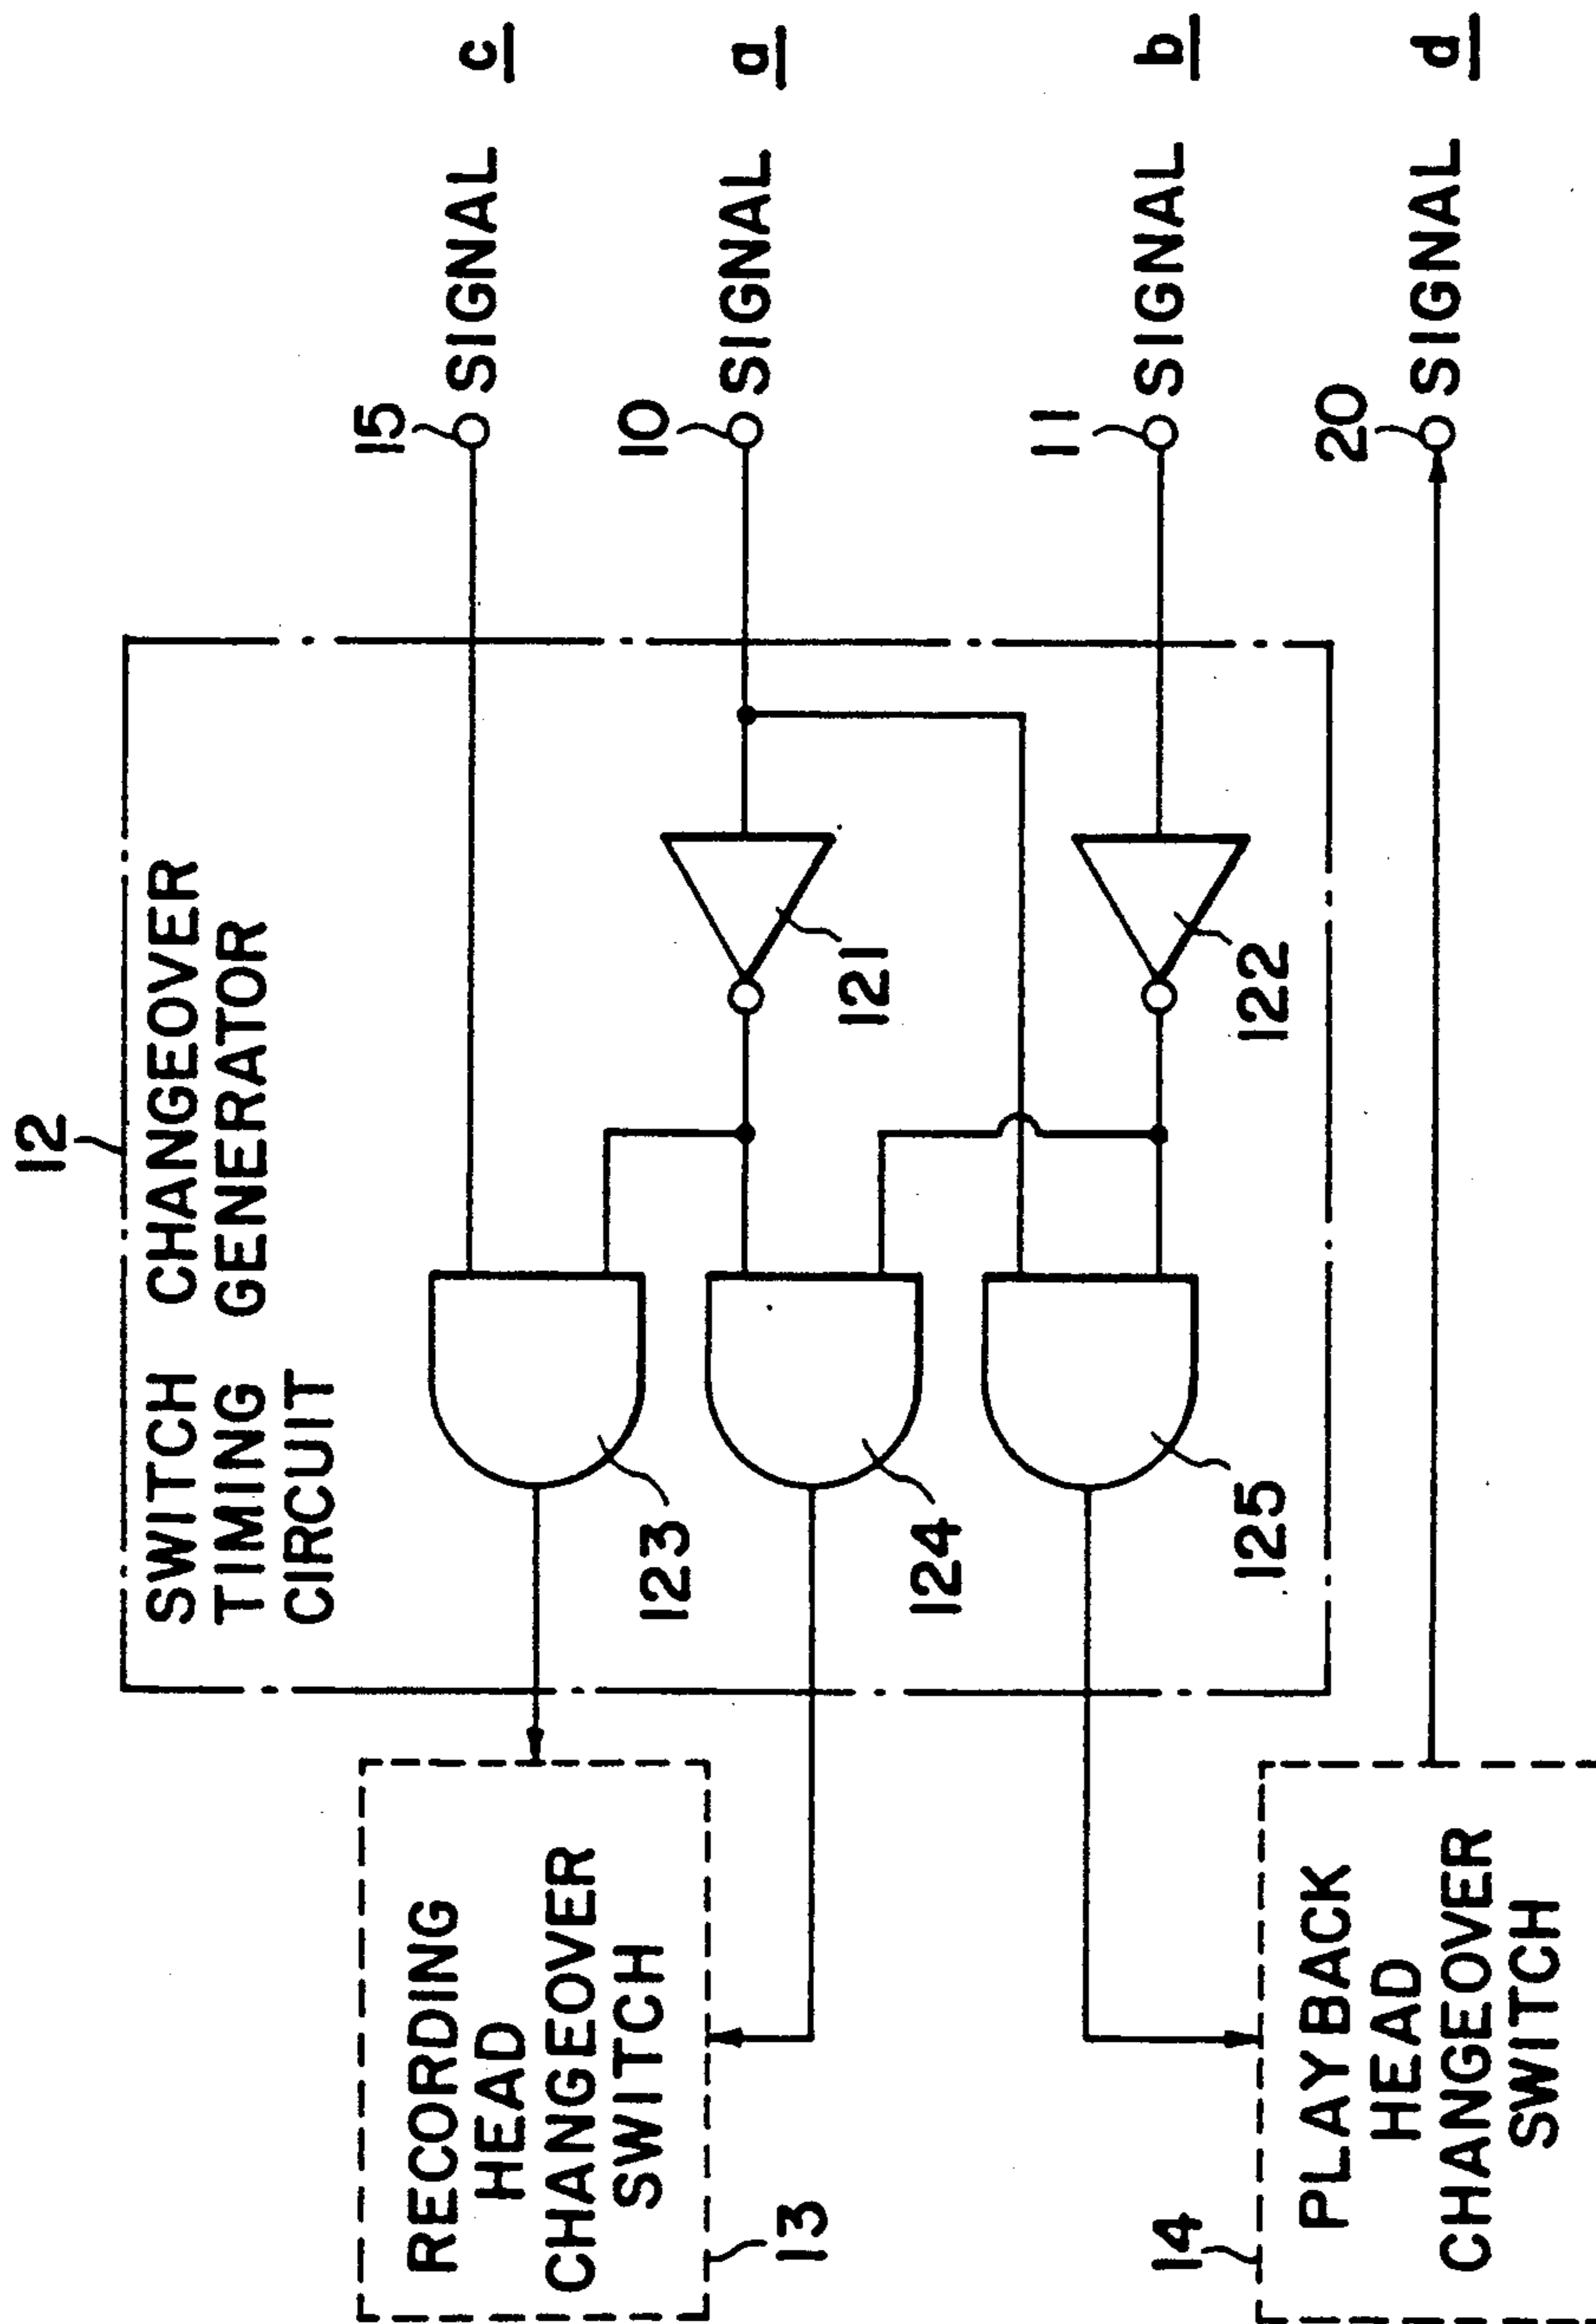 12
SWITCH CHANGEOVER
TIMING GENERATOR
CIRCUIT
RECORDING
HEAD
CHANGEOVER
SWITCH
13
123
121
15
SIGNAL c
10
SIGNAL a
124
125
122
11
SIGNAL b
14
PLAYBACK
HEAD
CHANGEOVER
SWITCH
20
SIGNAL d